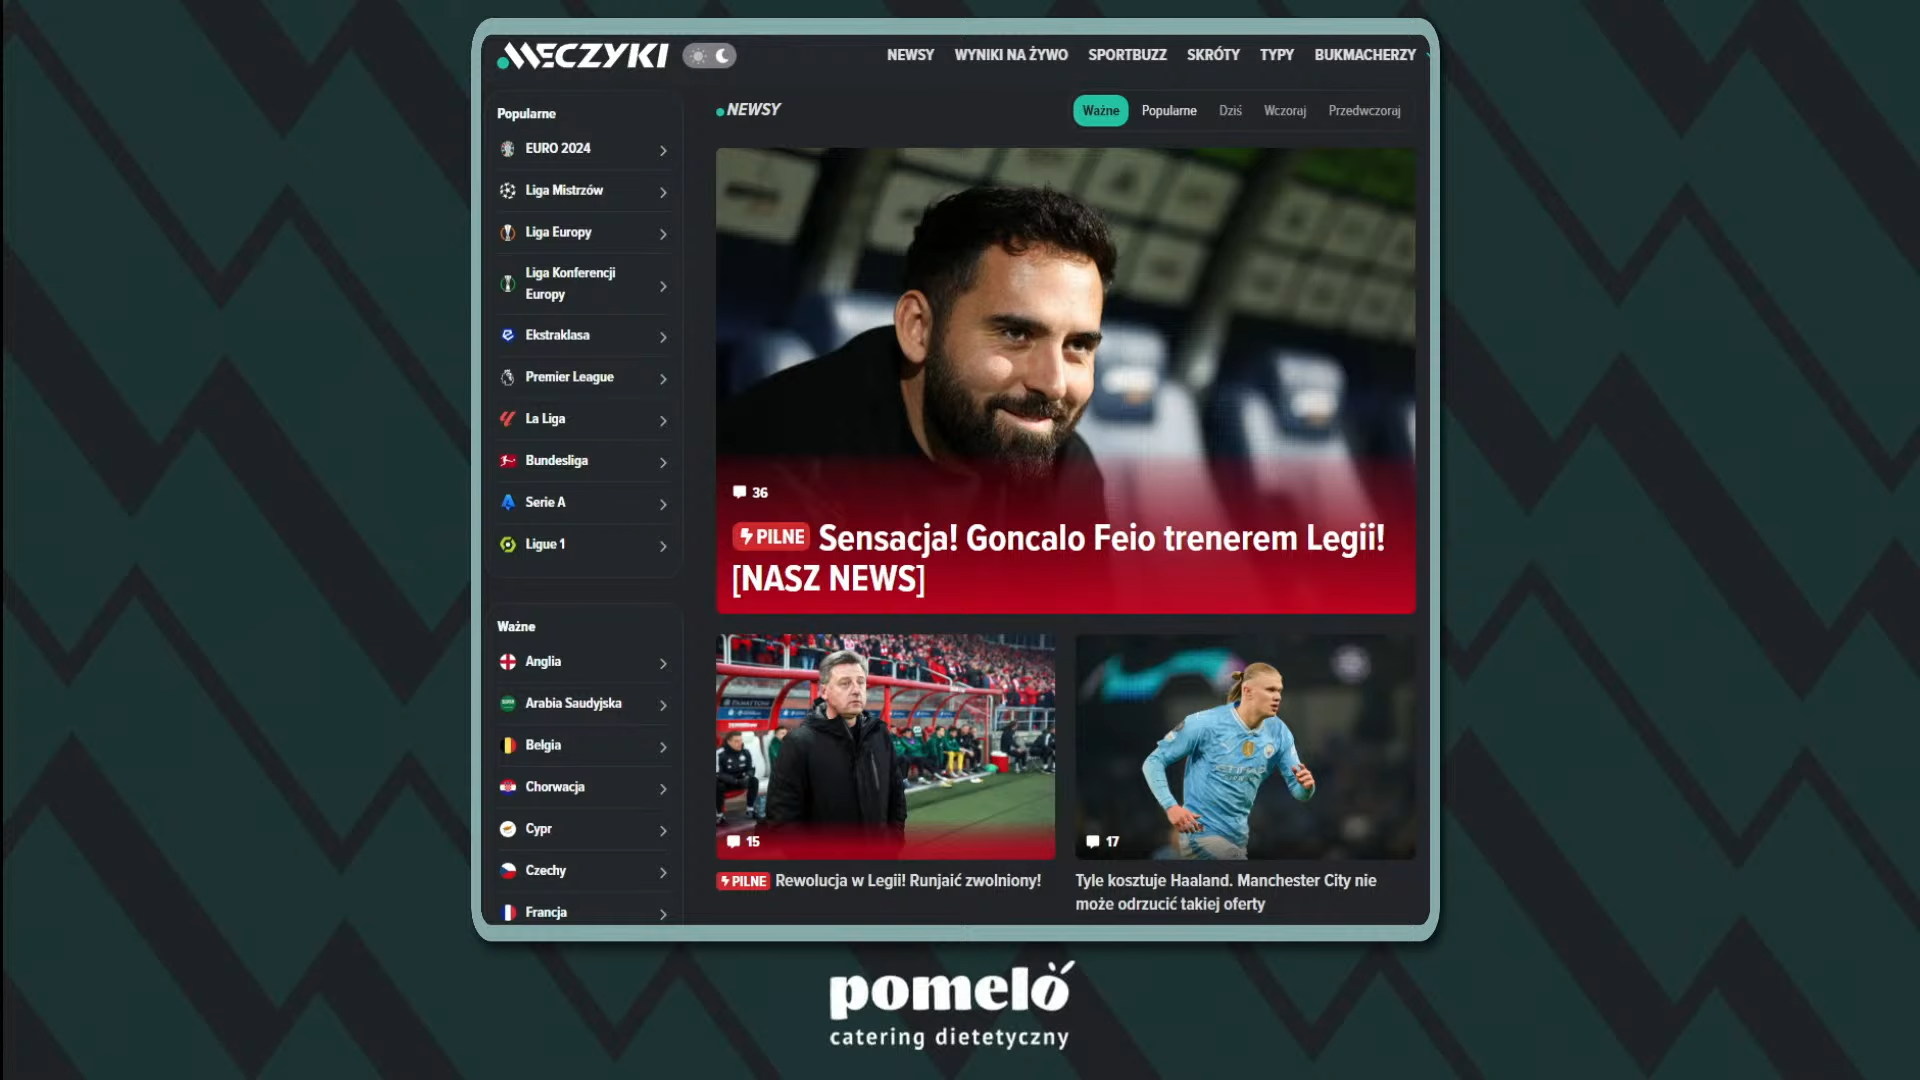 MECZYKI
NEWSY WYNIKI NA ŻYWO SPORTBUZZ SKRÓTY TYPY BUKMACHERZY
Popularne
EURO 2024
Liga Mistrzów
Liga Europy
Liga Konferencji
Europy
Ekstraklasa
Premier League
La Liga
Bundesliga
Serie A
Ligue 1
Ważne
Anglia
Arabia Saudyjska
Belgia
Chorwacja
Cypr
Czechy
Francja
NEWSY
Ważne Popularne Dziś Wczoraj Przedwczoraj
36
PILNE Sensacja! Goncalo Feio trenerem Legii!
[NASZ NEWS]
15
PILNE Rewolucja w Legii! Runjaić zwolniony!
17
Tyle kosztuje Haaland. Manchester City nie
może odrzucić takiej oferty
pomelo
catering dietetyczny